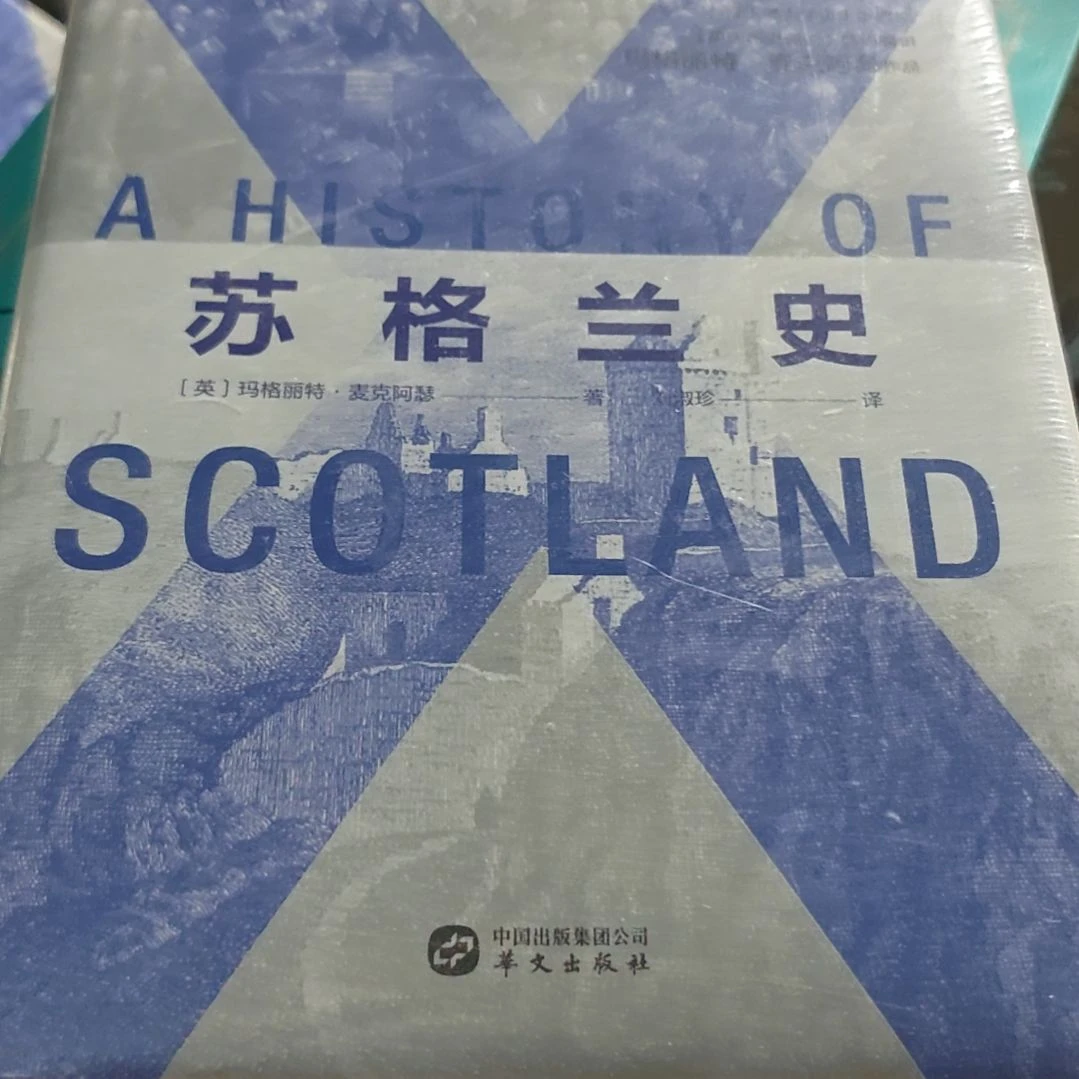 A HISTORY OF
苏格兰史
[英]玛格丽特·麦克阿瑟 著 淑珍 译
SCOTLAND
中国出版集团公司
华文出版社